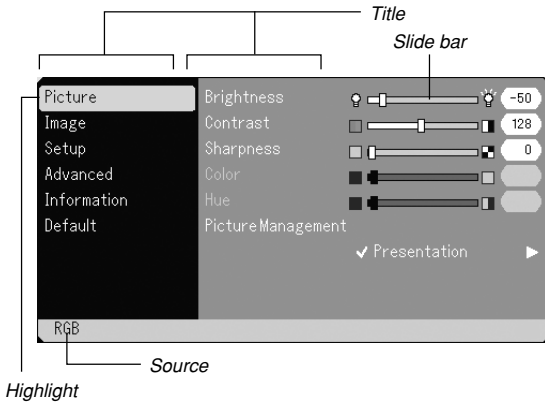 Title
Slide bar
Picture
Image
Setup
Advanced
Information
Default
Brightness -50
Contrast 128
Sharpness 0
Color
Hue
Picture Management
✓ Presentation ▶
RGB
Source
Highlight